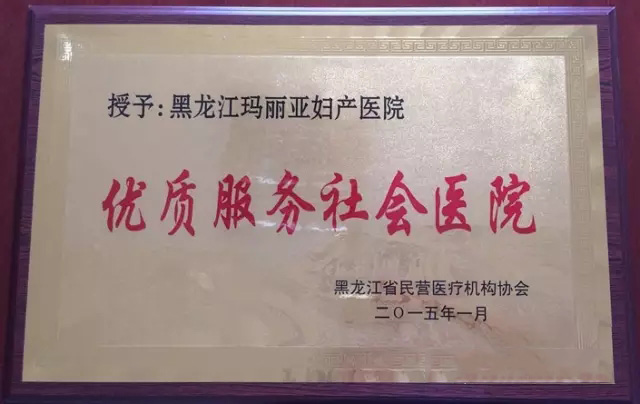 授予:黑龙江玛丽亚妇产医院
优质服务社会医院
黑龙江省民营医疗机构协会
二〇一五年一月